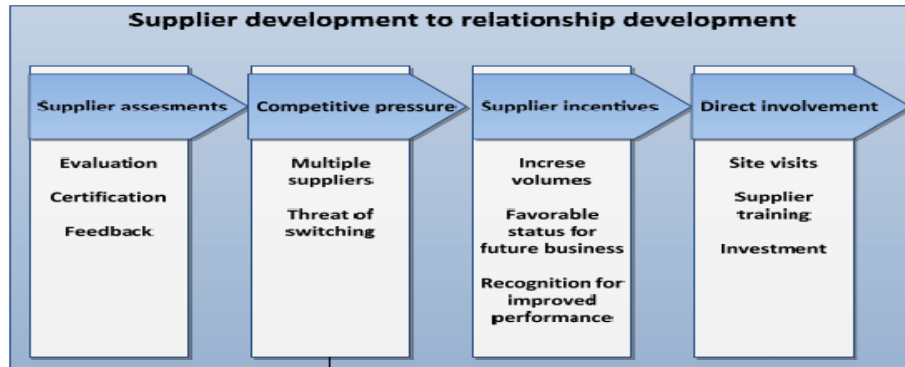 Supplier development to relationship development
Supplier assesments
Evaluation
Certification
Feedback
Competitive pressure
Multiple
suppliers
Threat of
switching
Supplier incentives
Increse
volumes
Favorable
status for
future business
Recognition for
improved
performance
Direct involvement
Site visits
Supplier
training
Investment